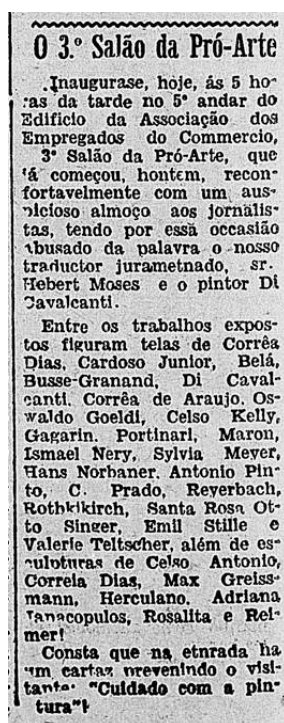 O 3.º Salão da Pró-Arte
Inaugurase, hoje, ás 5 ho-
ras da tarde no 5º andar do
Edificio da Associação dos
Empregados do Commercio,
3º Salão da Pró-Arte, que
já começou, hontem, recon-
fortavelmente com um aus-
picioso almoço aos jornalis-
tas, tendo por essa occasião
abusado da palavra o nosso
traductor jurametnado, sr.
Hebert Moses e o pintor Di
Cavalcanti.
Entre os trabalhos expos-
tos figuram telas de Corrêa
Dias, Cardoso Junior, Belá,
Busse-Granand, Di Caval-
canti. Corrêa de Araujo. Os-
waldo Goeldi, Celso Kelly,
Gagarin. Portinari, Maron,
Ismael Nery, Sylvia Meyer,
Hans Norbaner. Antonio Pin-
to, C. Prado, Reyerbach,
Rothkikirch, Santa Rosa Ot-
to Singer, Emil Stille e
Valerie Teltscher, além de es-
culpturas de Celso Antonio,
Correia Dias, Max Greiss-
mann, Herculano. Adriana
Janacopulos, Rosalita e Rei-
mer!
Consta que na etnrada ha
um cartaz prevenindo o visi-
tante: "Cuidado com a pin-
tura"!